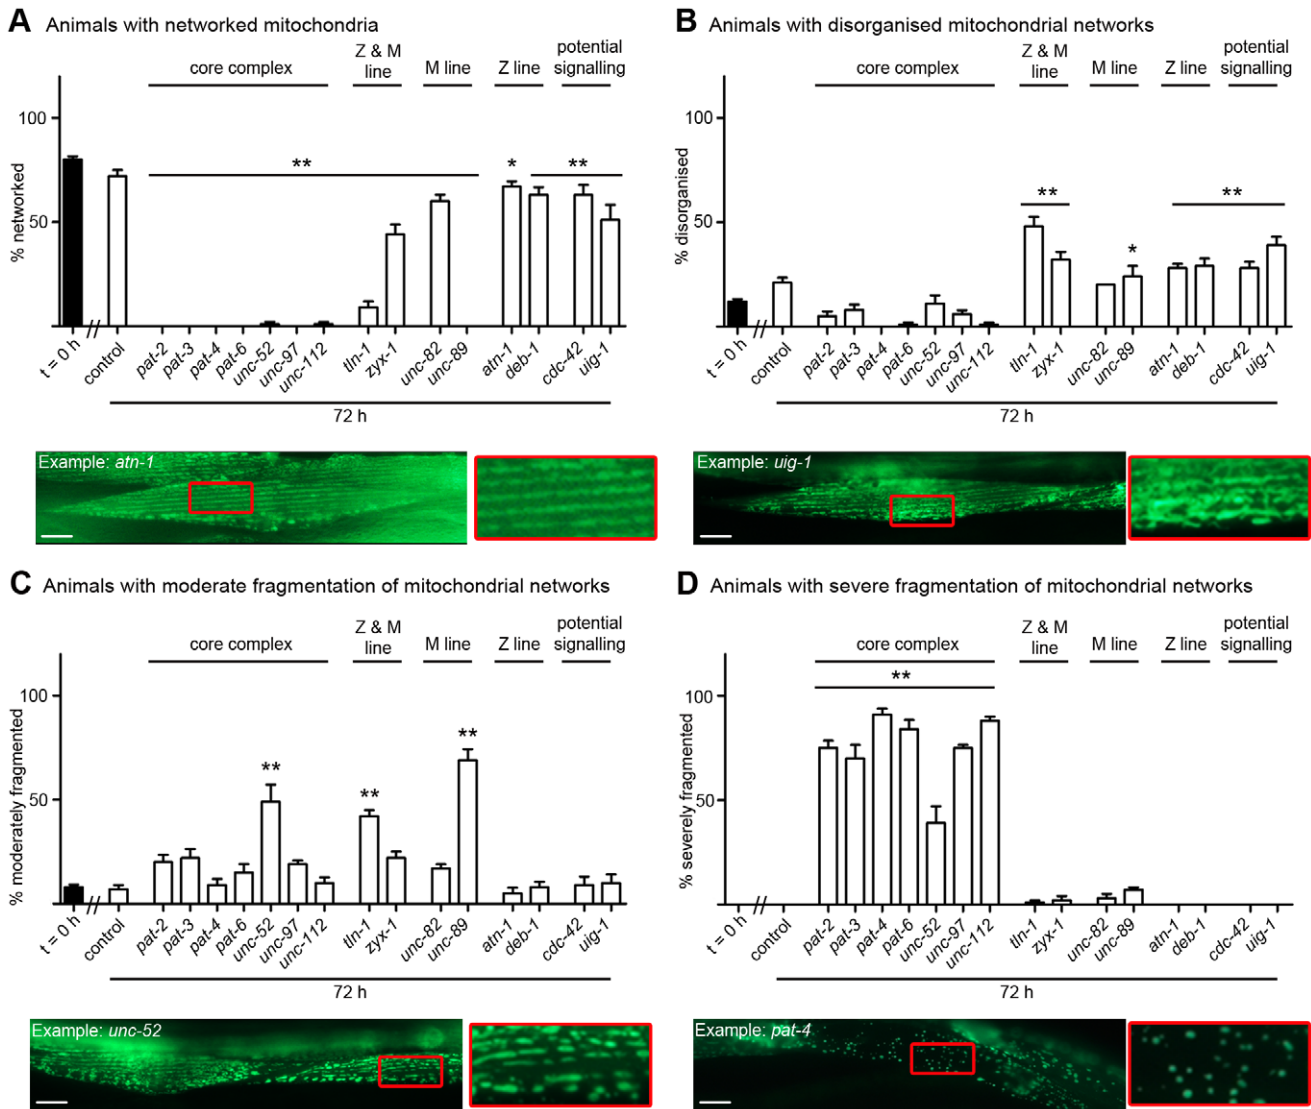 A Animals with networked mitochondria
core complex
Z & M
line
M line
Z line
potential
signalling
% networked
100
50
**
*
**
t = 0 h
control
pat-2
pat-3
pat-4
pat-6
unc-52
unc-97
unc-112
tln-1
zyx-1
unc-82
unc-89
atn-1
deb-1
cdc-42
uig-1
72 h
Example: atn-1
B Animals with disorganised mitochondrial networks
core complex
Z & M
line
M line
Z line
potential
signalling
% disorganised
100
50
**
*
**
t = 0 h
control
pat-2
pat-3
pat-4
pat-6
unc-52
unc-97
unc-112
tln-1
zyx-1
unc-82
unc-89
atn-1
deb-1
cdc-42
uig-1
72 h
Example: uig-1
C Animals with moderate fragmentation of mitochondrial networks
core complex
Z & M
line
M line
Z line
potential
signalling
% moderately fragmented
100
50
**
**
**
t = 0 h
control
pat-2
pat-3
pat-4
pat-6
unc-52
unc-97
unc-112
tln-1
zyx-1
unc-82
unc-89
atn-1
deb-1
cdc-42
uig-1
72 h
Example: unc-52
D Animals with severe fragmentation of mitochondrial networks
core complex
Z & M
line
M line
Z line
potential
signalling
% severely fragmented
100
50
**
t = 0 h
control
pat-2
pat-3
pat-4
pat-6
unc-52
unc-97
unc-112
tln-1
zyx-1
unc-82
unc-89
atn-1
deb-1
cdc-42
uig-1
72 h
Example: pat-4